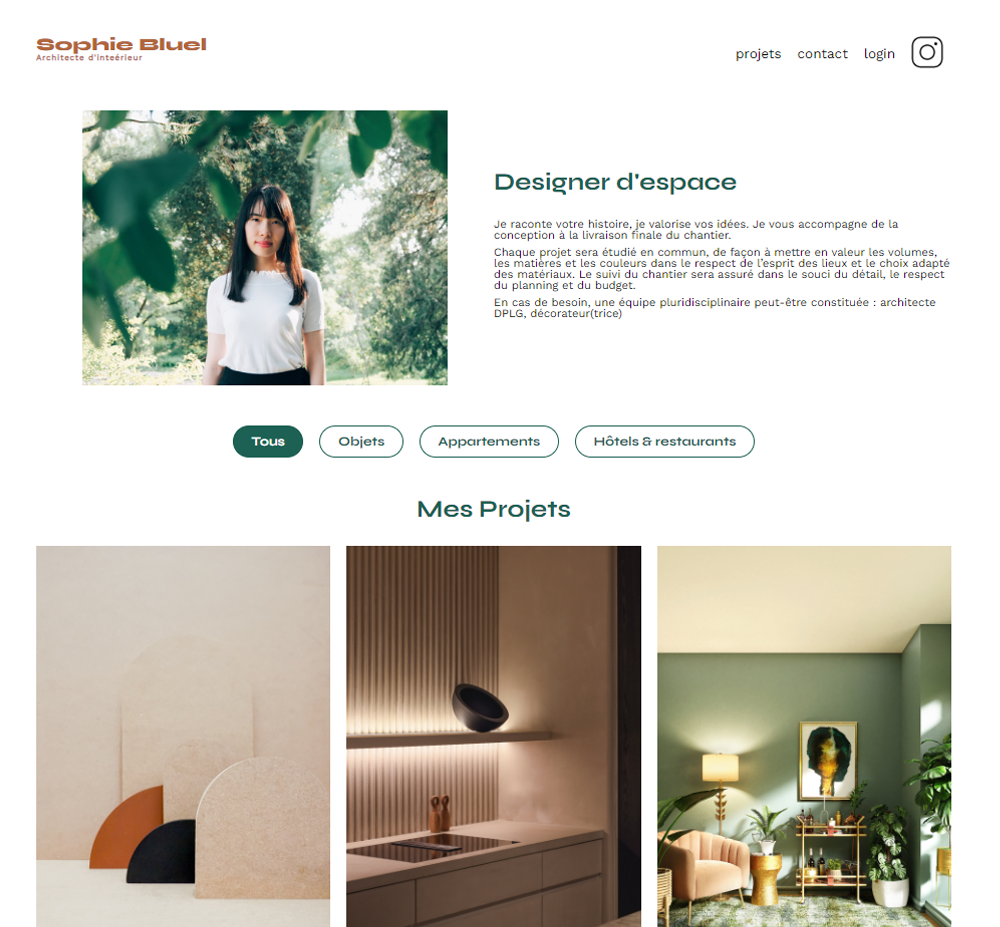 Sophie Bluel
Architecte d'inteérieur
projets contact login
Designer d'espace
Je raconte votre histoire, je valorise vos idées. Je vous accompagne de la
conception à la livraison finale du chantier.
Chaque projet sera étudié en commun, de façon à mettre en valeur les volumes,
les matières et les couleurs dans le respect de l'esprit des lieux et le choix adapté
des matériaux. Le suivi du chantier sera assuré dans le souci du détail, le respect
du planning et du budget.
En cas de besoin, une équipe pluridisciplinaire peut-être constituée : architecte
DPLG, décorateur(trice)
Tous Objets Appartements Hôtels & restaurants
Mes Projets